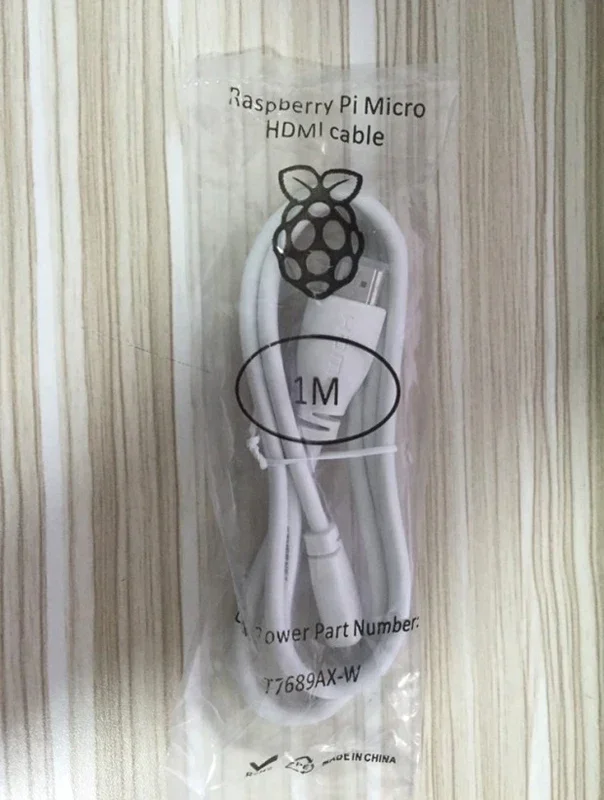 Raspberry Pi Micro
HDMI cable
1M
Power Part Number:
T7689AX-W
MADE IN CHINA